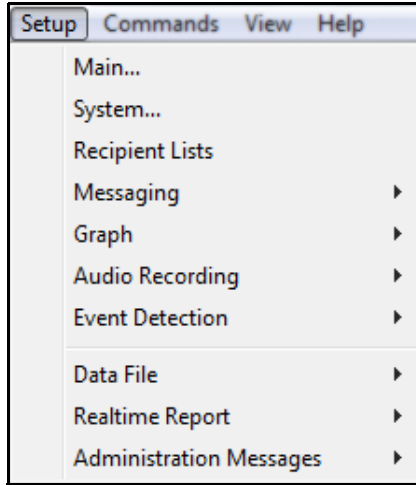 Setup Commands View Help
Main...
System...
Recipient Lists
Messaging
Graph
Audio Recording
Event Detection
Data File
Realtime Report
Administration Messages